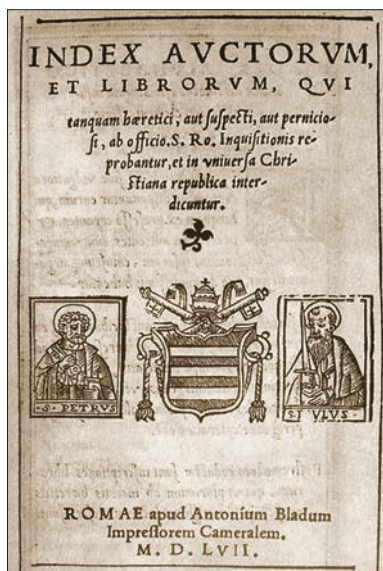 INDEX AVCTORVM,
ET LIBRORVM, QVI
tanquam hæretici, aut suspecti, aut pernicio-
si, ab officio.S. Ro. Inquisitionis re-
probantur, et in vniuersa Chri-
stiana republica inter-
dicuntur.
S. PETRVS
ROMAE apud Antonium Bladum
Impressorem Cameralem.
M. D. LVII.